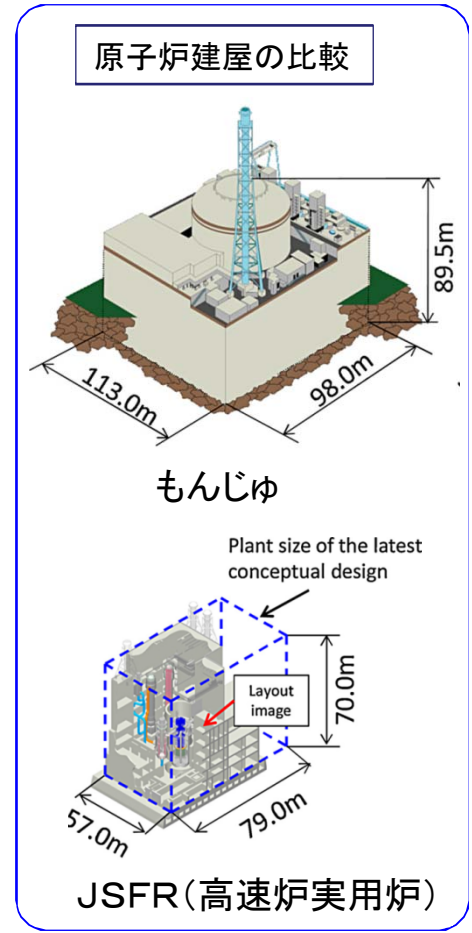 原子炉建屋の比較
89.5m
113.0m
98.0m
もんじゅ
Plant size of the latest
conceptual design
Layout
image
70.0m
57.0m
79.0m
JSFR(高速炉実用炉)